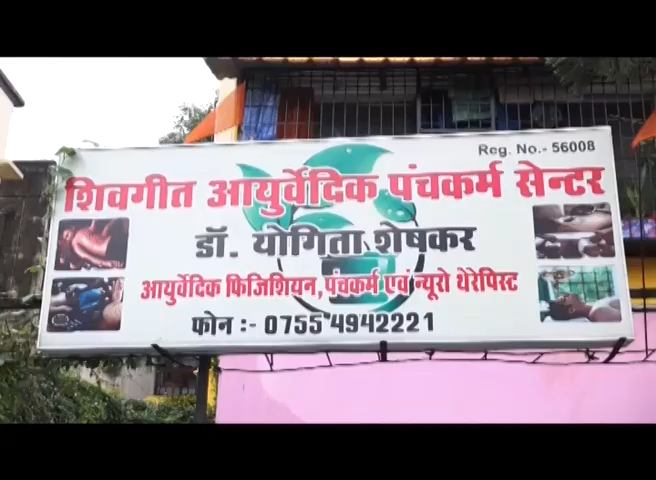 Reg. No.- 56008
शिवगीत आयुर्वेदिक पंचकर्म सेन्टर
डॉ. योगिता शेषकर
आयुर्वेदिक फिजिशियन, पंचकर्म एवं न्यूरो थेरेपिस्ट
फोन :- 0755 4942221